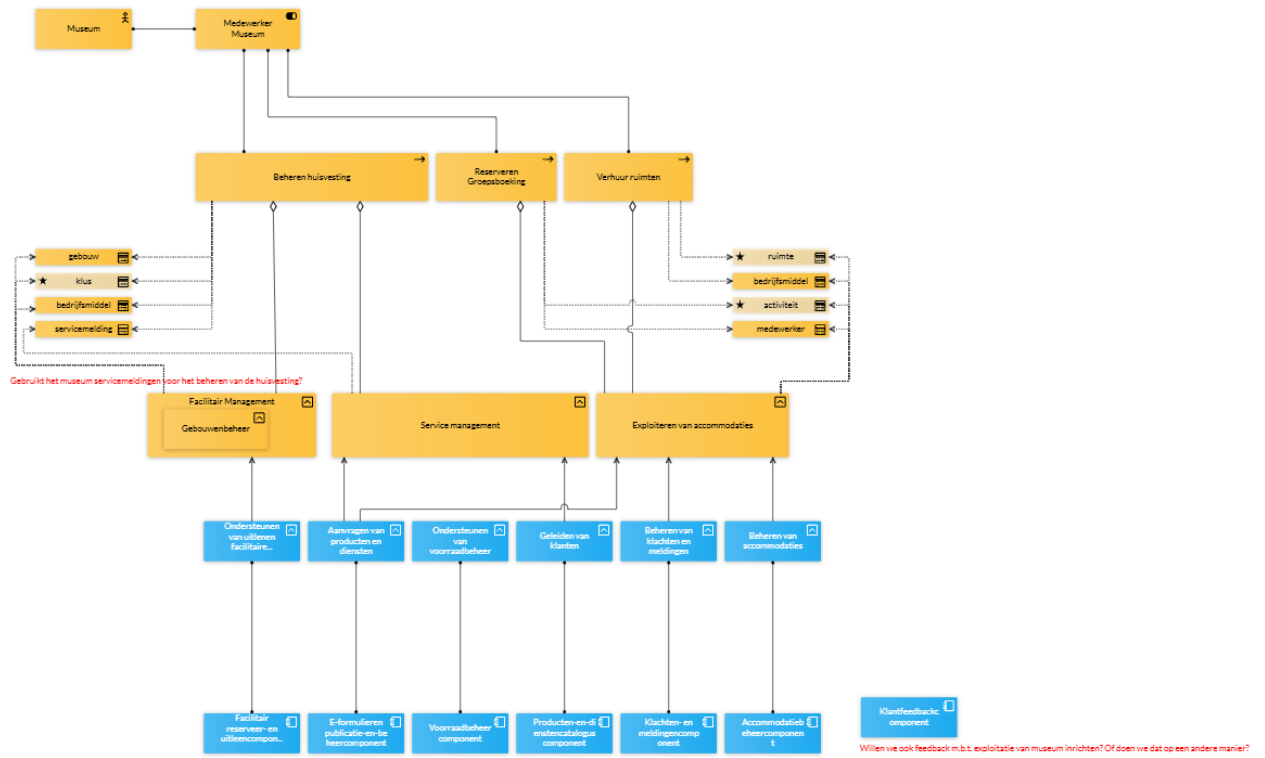 Museum
Medewerker
Museum
Beheren huisvesting
Reserveren
Groepsboeking
Verhuur ruimten
gebouw
klus
bedrijfsmiddel
servicemelding
ruimte
bedrijfsmiddel
activiteit
medewerker
Gebruikt het museum servicemeldingen voor het beheren van de huisvesting?
Facilitair Management
Gebouwenbeheer
Service management
Exploiteren van accommodaties
Ondersteunen
van uitlenen
facilitaire...
Aanvragen van
producten en
diensten
Ondersteunen
van
voorraadbeheer
Geleiden van
klanten
Beheren van
klachten en
meldingen
Beheren van
accommodaties
Facilitair
reserveer- en
uitleencompon...
E-formulieren
publicatie-en-be
heercomponent
Voorraadbeheer
component
Producten-en-di
enstencatalogus
component
Klachten- en
meldingencomp
onent
Accommodatieb
eheercomponen
t
Klantfeedbackc
omponent
Willen we ook feedback m.b.t. exploitatie van museum inrichten? Of doen we dat op een andere manier?